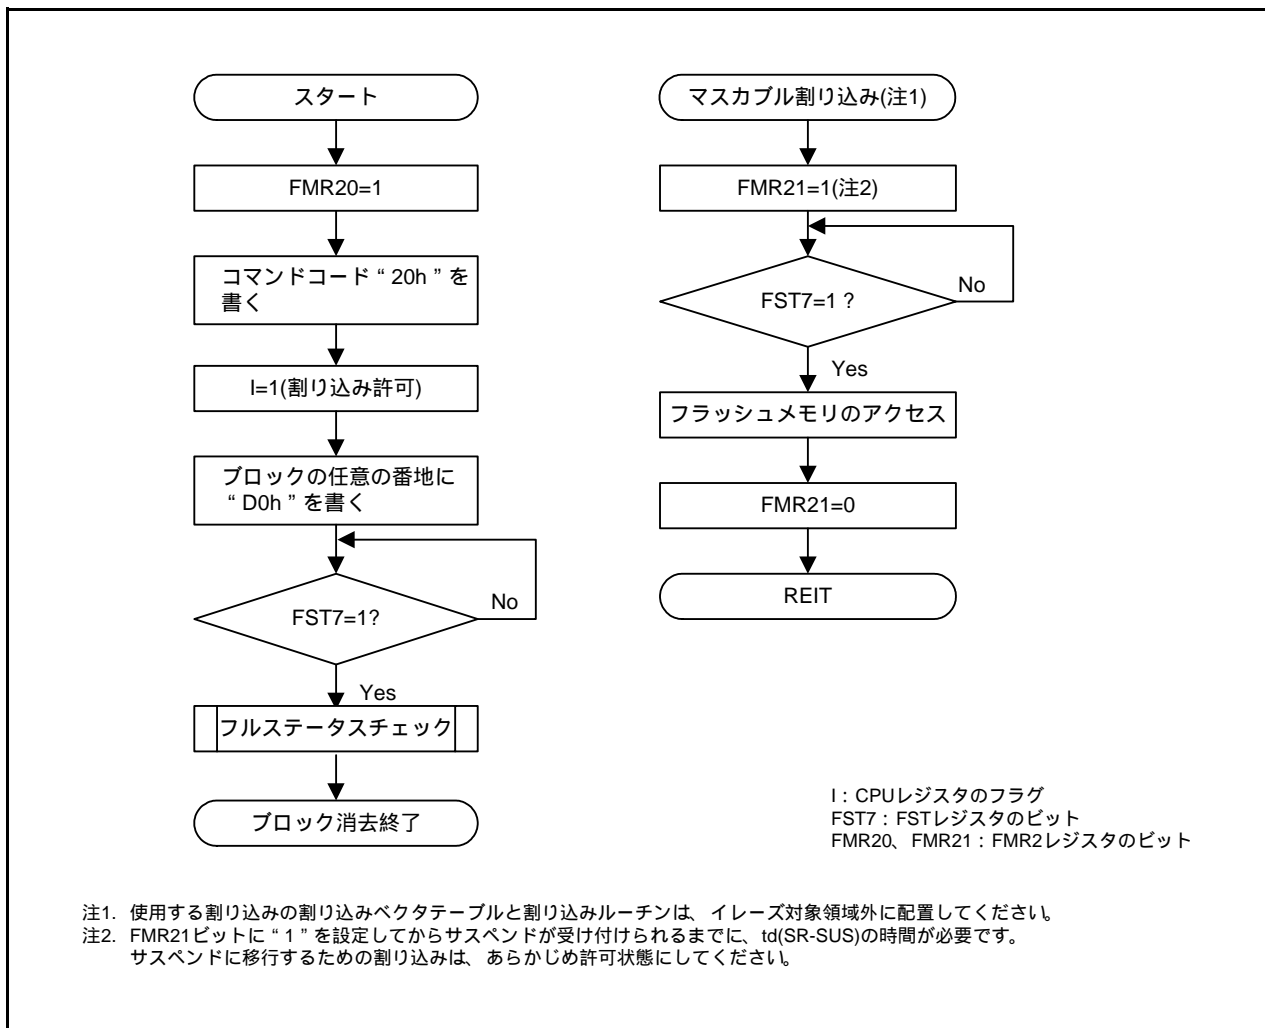 スタート
FMR20=1
コマンドコード“20h”を
書く
I=1(割り込み許可)
ブロックの任意の番地に
“D0h”を書く
FST7=1?
No
Yes
フルステータスチェック
ブロック消去終了
マスカブル割り込み(注1)
FMR21=1(注2)
FST7=1 ?
No
Yes
フラッシュメモリのアクセス
FMR21=0
REIT
I：CPUレジスタのフラグ
FST7：FSTレジスタのビット
FMR20、FMR21：FMR2レジスタのビット
注1. 使用する割り込みの割り込みベクタテーブルと割り込みルーチンは、イレーズ対象領域外に配置してください。
注2. FMR21ビットに“1”を設定してからサスペンドが受け付けられるまでに、td(SR-SUS)の時間が必要です。
サスペンドに移行するための割り込みは、あらかじめ許可状態にしてください。